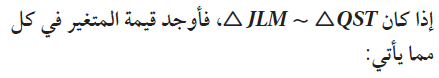 إذا كان △ JLM ~ △QST، فأوجد قيمة المتغير في كل
مما يأتي: